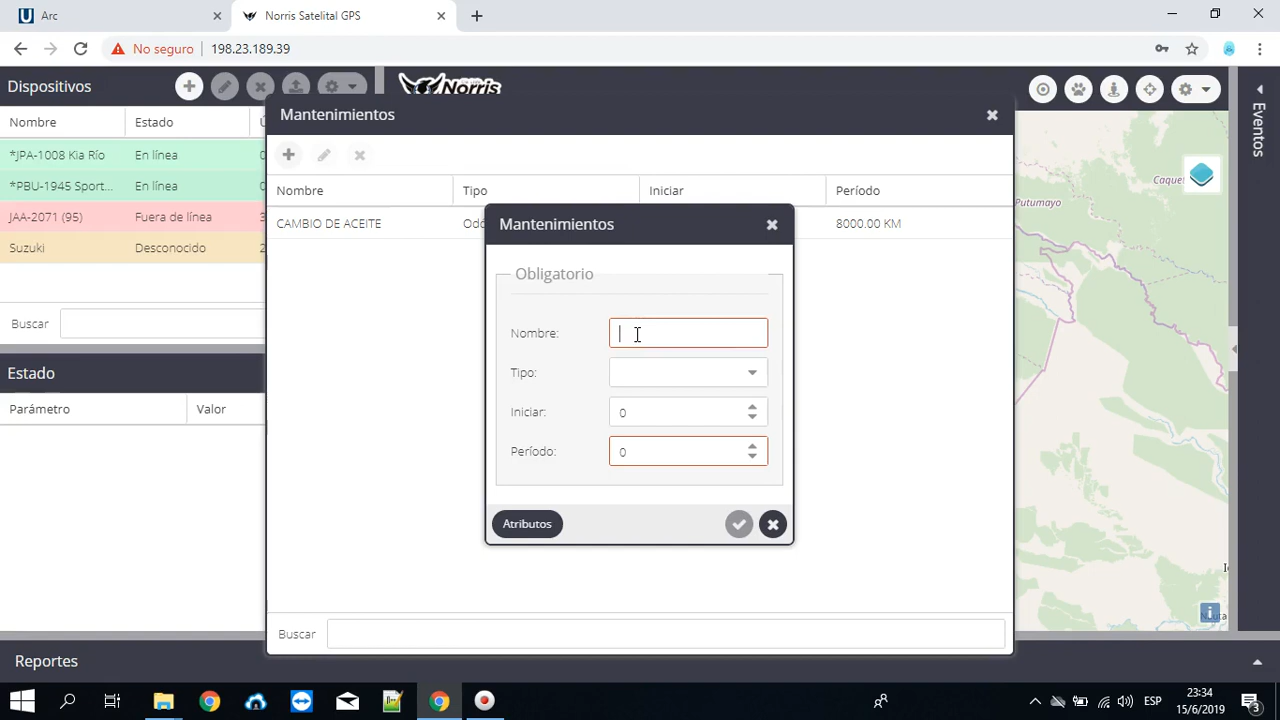 Arc
Norris Satelital GPS
No seguro
198.23.189.39
Dispositivos
Norris
Nombre
Estado
*JPA-1008 Kia Río
En línea
*PBU-1945 Sport...
En línea
JAA-2071 (95)
Fuera de línea
Suzuki
Desconocido
Buscar
Estado
Parámetro
Valor
Mantenimientos
Nombre
Tipo
Iniciar
Período
CAMBIO DE ACEITE
8000.00 KM
Mantenimientos
Obligatorio
Nombre:
Tipo:
Iniciar:
0
Período:
0
Atributos
Buscar
Putumayo
Eventos
Reportes
ESP
23:34
15/6/2019
3